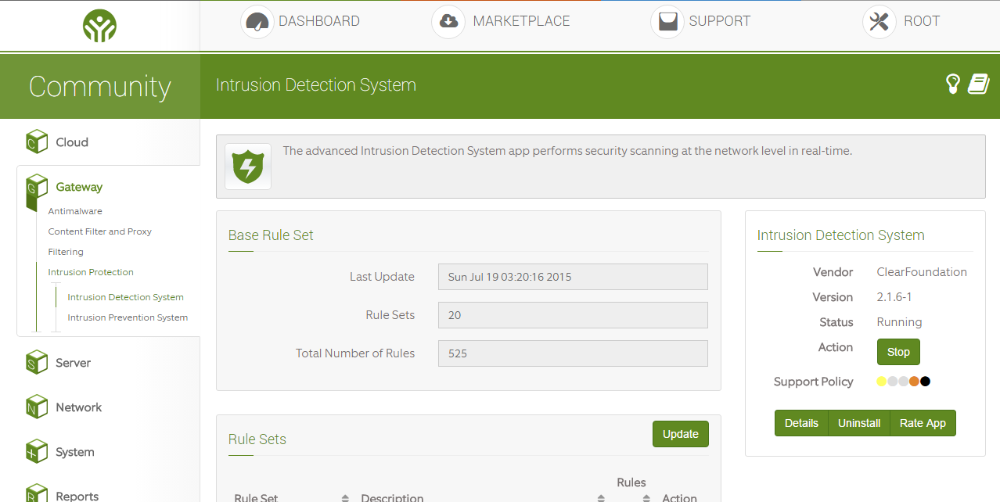 DASHBOARD MARKETPLACE SUPPORT ROOT
Community
Intrusion Detection System
C Cloud
G Gateway
Antimalware
Content Filter and Proxy
Filtering
Intrusion Protection
Intrusion Detection System
Intrusion Prevention System
S Server
N Network
System
R Reports
The advanced Intrusion Detection System app performs security scanning at the network level in real-time.
Base Rule Set
Last Update Sun Jul 19 03:20:16 2015
Rule Sets 20
Total Number of Rules 525
Rule Sets Update
Rules
Rule Set Description Action
Intrusion Detection System
Vendor ClearFoundation
Version 2.1.6-1
Status Running
Action Stop
Support Policy
Details Uninstall Rate App